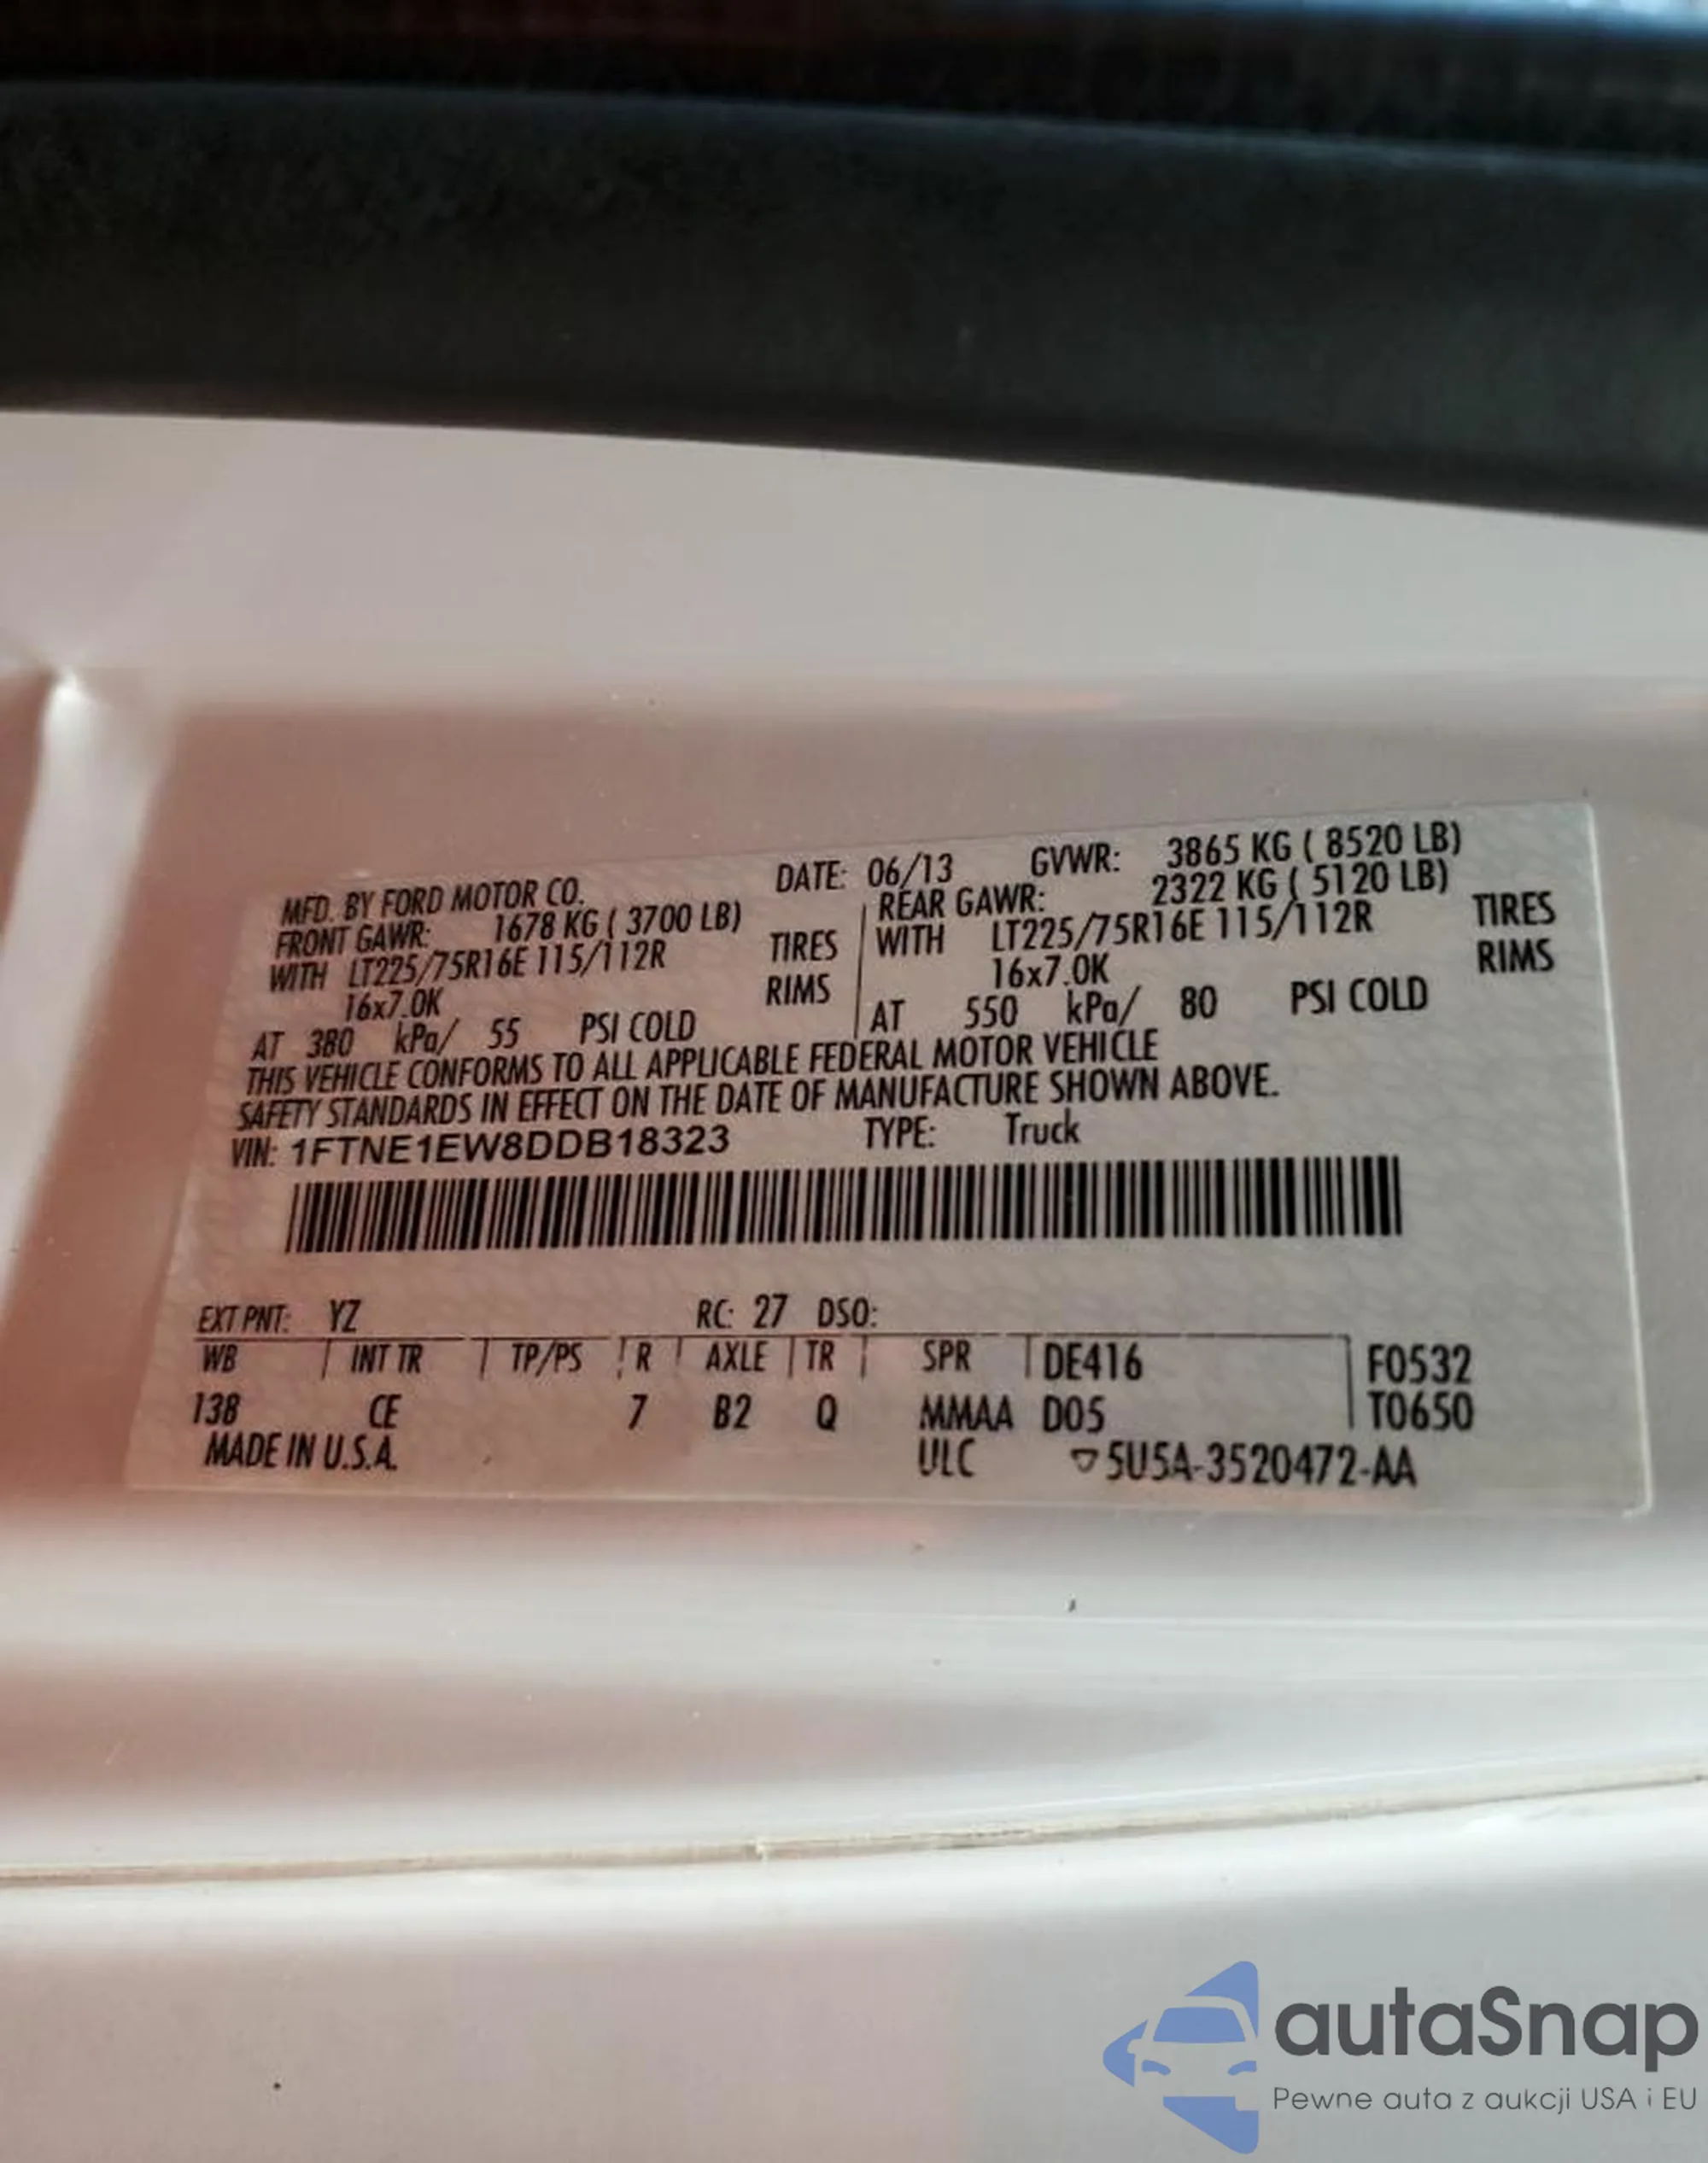 MFD. BY FORD MOTOR CO. DATE: 06/13 GVWR: 3865 KG ( 8520 LB)
FRONT GAWR: 1678 KG ( 3700 LB) REAR GAWR: 2322 KG ( 5120 LB)
WITH LT225/75R16E 115/112R TIRES WITH LT225/75R16E 115/112R TIRES
16x7.0K RIMS 16x7.0K RIMS
AT 380 kPa/ 55 PSI COLD AT 550 kPa/ 80 PSI COLD
THIS VEHICLE CONFORMS TO ALL APPLICABLE FEDERAL MOTOR VEHICLE
SAFETY STANDARDS IN EFFECT ON THE DATE OF MANUFACTURE SHOWN ABOVE.
VIN: 1FTNE1EW8DDB18323 TYPE: Truck
EXT PNT: YZ RC: 27 DSO:
WB INT TR TP/PS R AXLE TR SPR DE416 F0532
138 CE 7 B2 Q MMAA D05 T0650
MADE IN U.S.A. ULC ▽5U5A-3520472-AA
autaSnap
Pewne auta z aukcji USA i EU